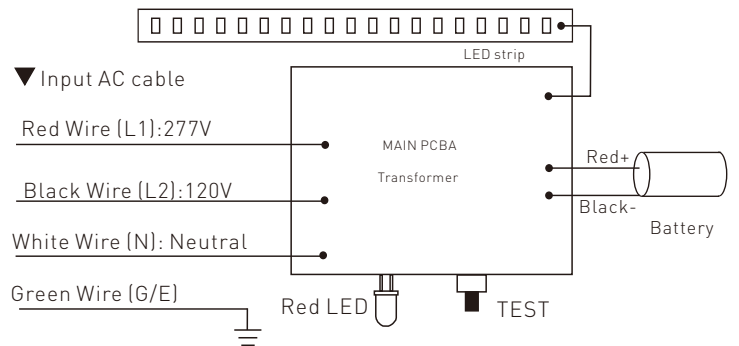 LED strip
▼ Input AC cable
Red Wire (L1):277V
MAIN PCBA
Transformer
Red+
Black Wire (L2):120V
Black-
Battery
White Wire (N): Neutral
Green Wire (G/E)
Red LED
TEST